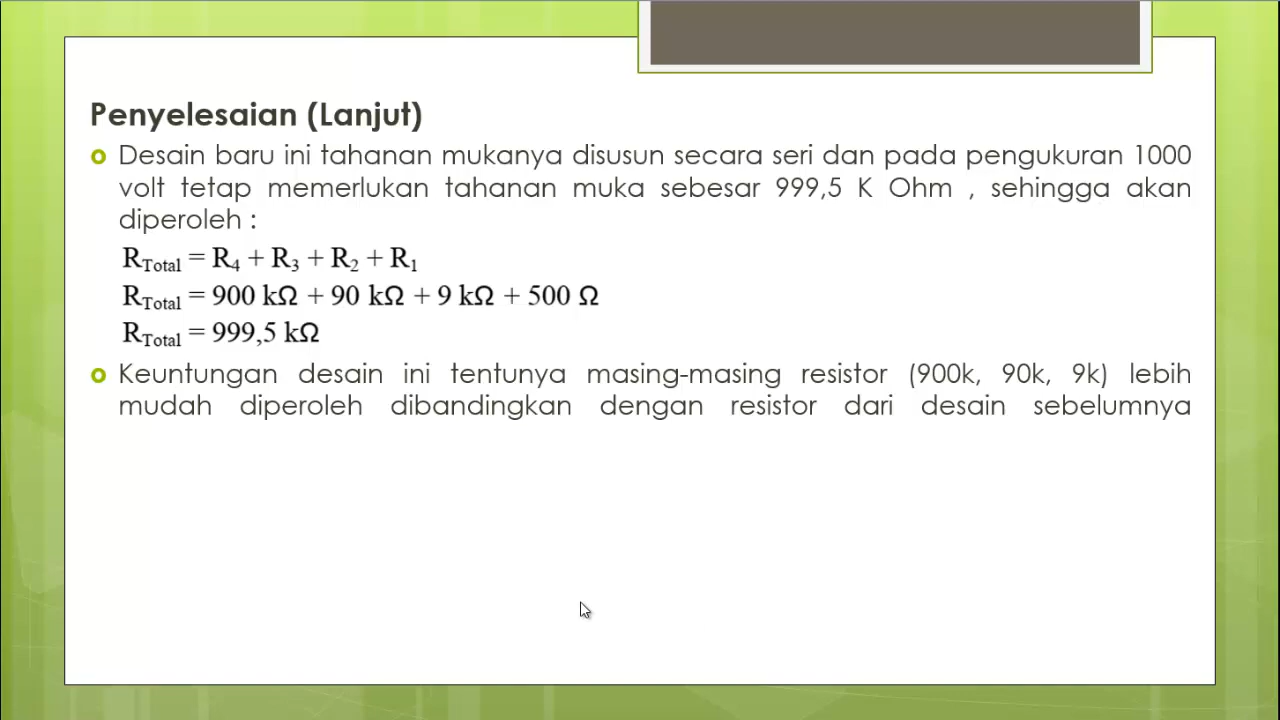 Penyelesaian (Lanjut)
Desain baru ini tahanan mukanya disusun secara seri dan pada pengukuran 1000
volt tetap memerlukan tahanan muka sebesar 999,5 K Ohm , sehingga akan
diperoleh :
R_Total = R₄ + R₃ + R₂ + R₁
R_Total = 900 kΩ + 90 kΩ + 9 kΩ + 500 Ω
R_Total = 999,5 kΩ
Keuntungan desain ini tentunya masing-masing resistor (900k, 90k, 9k) lebih
mudah diperoleh dibandingkan dengan resistor dari desain sebelumnya